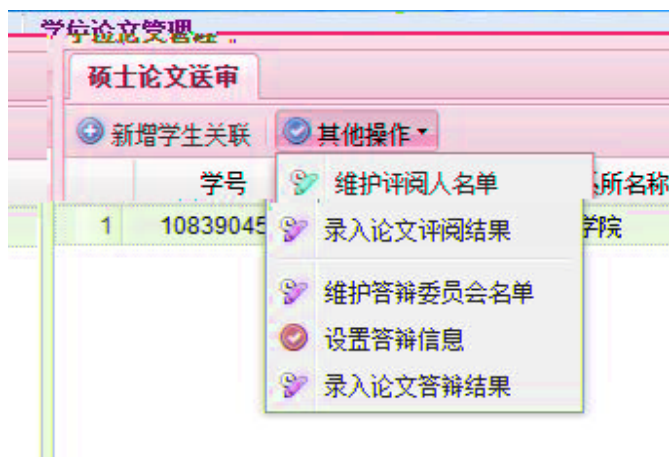 学位论文管理
硕士论文送审
新增学生关联 其他操作
学号 系所名称
1 10839045 学院
维护评阅人名单
录入论文评阅结果
维护答辩委员会名单
设置答辩信息
录入论文答辩结果